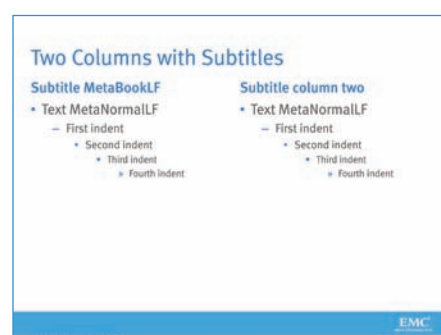 Two Columns with Subtitles
Subtitle MetaBookLF
• Text MetaNormalLF
– First indent
• Second indent
• Third indent
» Fourth indent
Subtitle column two
• Text MetaNormalLF
– First indent
• Second indent
• Third indent
» Fourth indent
EMC